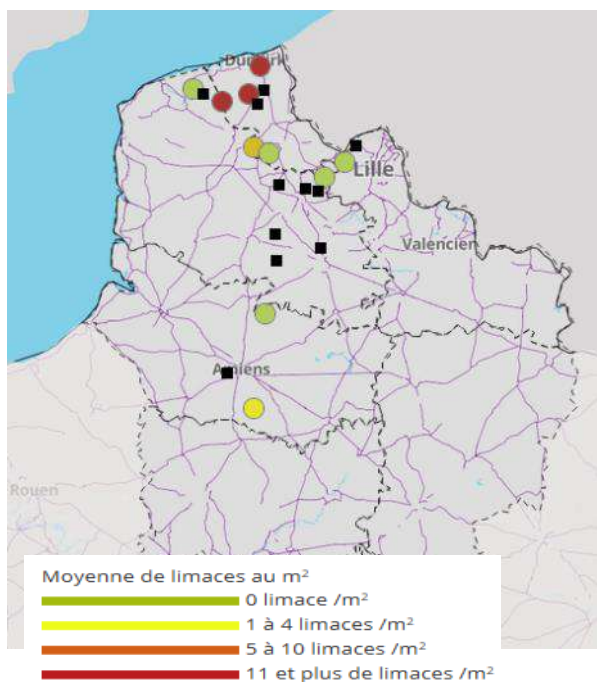 Lille
Valencien
Rouen
Moyenne de limaces au m²
0 limace /m²
1 à 4 limaces /m²
5 à 10 limaces /m²
11 et plus de limaces /m²